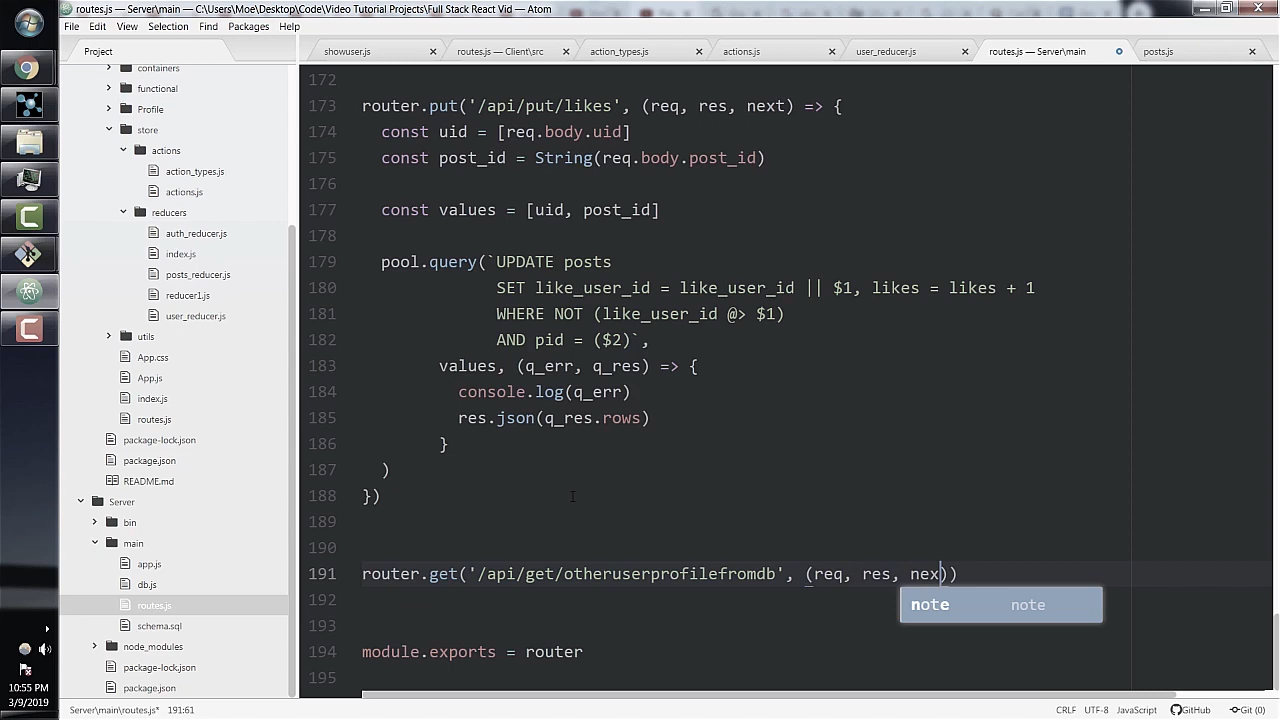 routes.js — Server\main — C:\Users\Moe\Desktop\Code\Video Tutorial Projects\Full Stack React Vid — Atom
File Edit View Selection Find Packages Help
Project
showuser.js
routes.js — Client\src
action_types.js
actions.js
user_reducer.js
routes.js — Server\main
posts.js
containers
functional
Profile
store
actions
action_types.js
actions.js
reducers
auth_reducer.js
index.js
posts_reducer.js
reducer1.js
user_reducer.js
utils
App.css
App.js
index.js
routes.js
package-lock.json
package.json
README.md
Server
bin
main
app.js
db.js
routes.js
schema.sql
node_modules
package-lock.json
package.json
172
173 router.put('/api/put/likes', (req, res, next) => {
174 const uid = [req.body.uid]
175 const post_id = String(req.body.post_id)
176
177 const values = [uid, post_id]
178
179 pool.query(`UPDATE posts
180 SET like_user_id = like_user_id || $1, likes = likes + 1
181 WHERE NOT (like_user_id @> $1)
182 AND pid = ($2)`,
183 values, (q_err, q_res) => {
184 console.log(q_err)
185 res.json(q_res.rows)
186 }
187 )
188 })
189
190
191 router.get('/api/get/otheruserprofilefromdb', (req, res, nex))
note note
192
193
194 module.exports = router
195
10:55 PM
3/9/2019
Server\main\routes.js* 191:61
CRLF UTF-8 JavaScript GitHub Git (0)